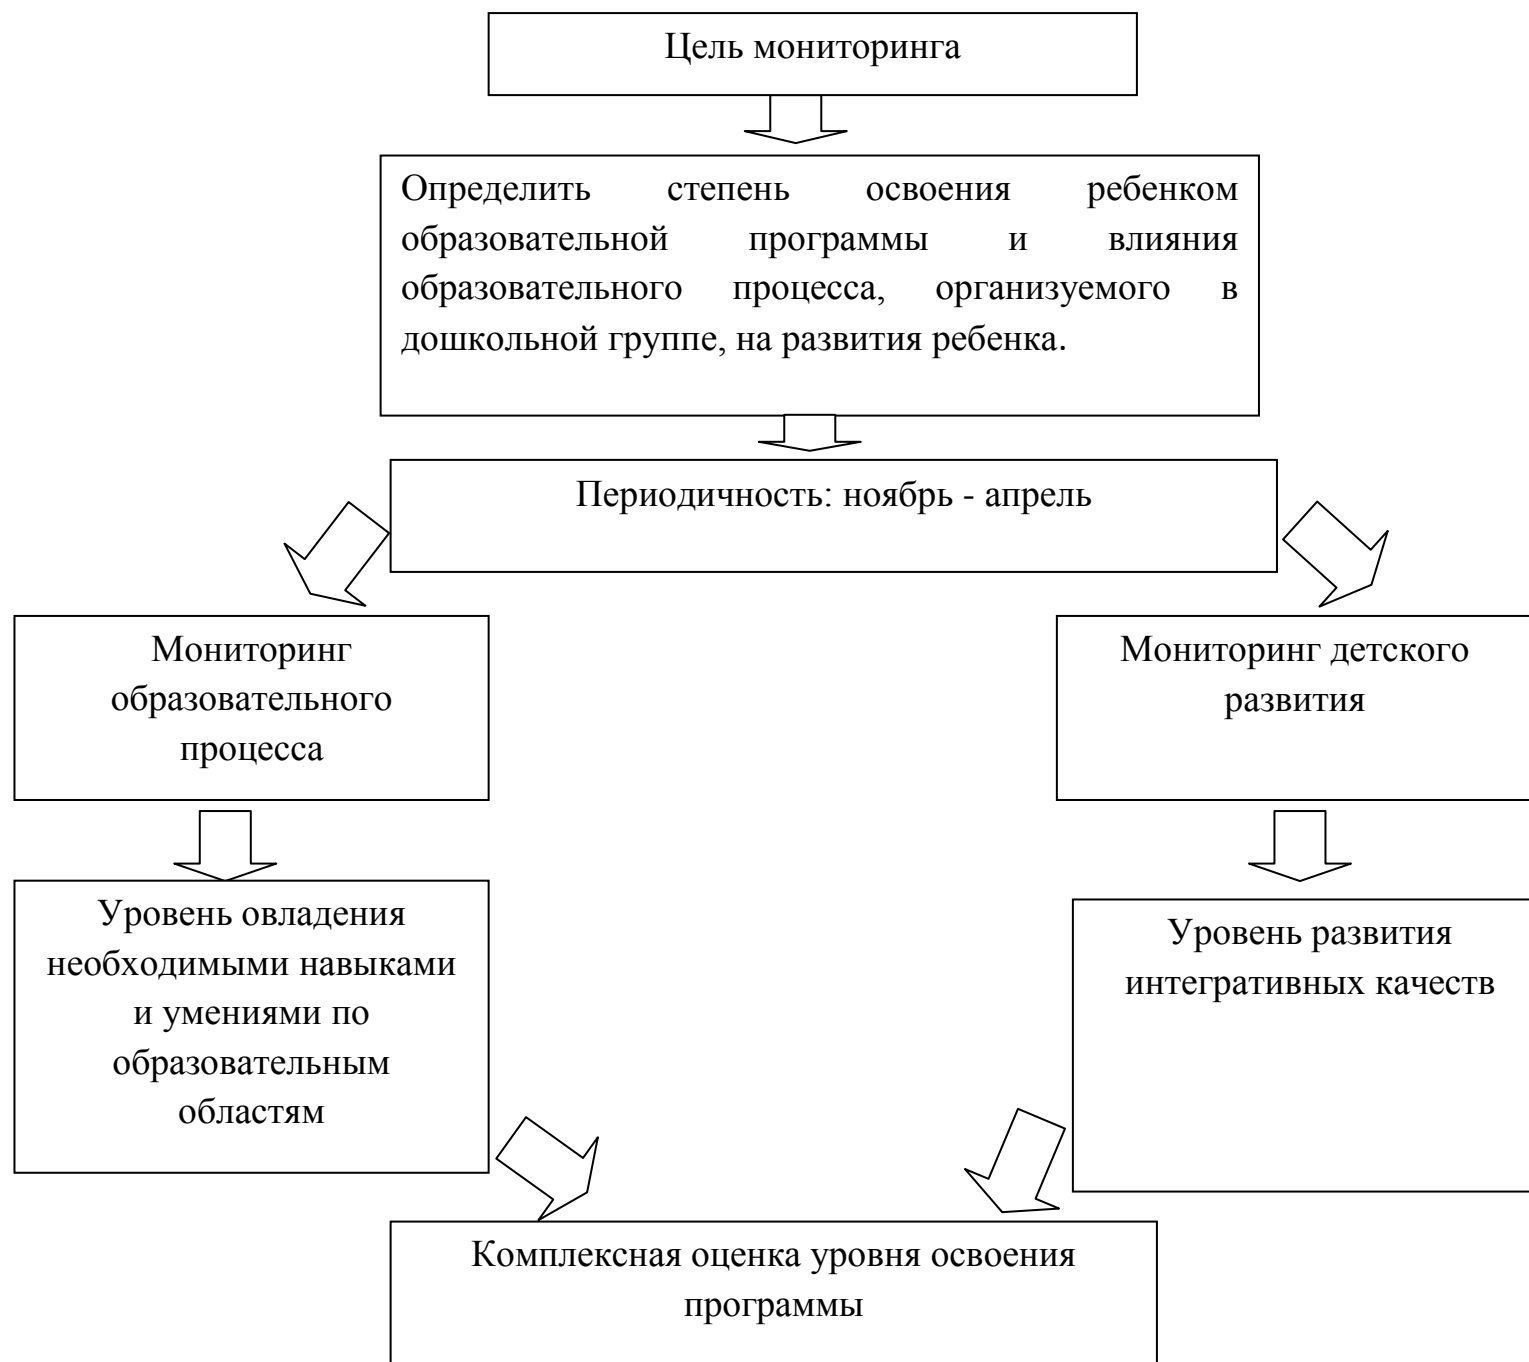 Цель мониторинга
Определить степень освоения ребенком
образовательной программы и влияния
образовательного процесса, организуемого в
дошкольной группе, на развития ребенка.
Периодичность: ноябрь - апрель
Мониторинг
образовательного
процесса
Мониторинг детского
развития
Уровень овладения
необходимыми навыками
и умениями по
образовательным
областям
Уровень развития
интегративных качеств
Комплексная оценка уровня освоения
программы